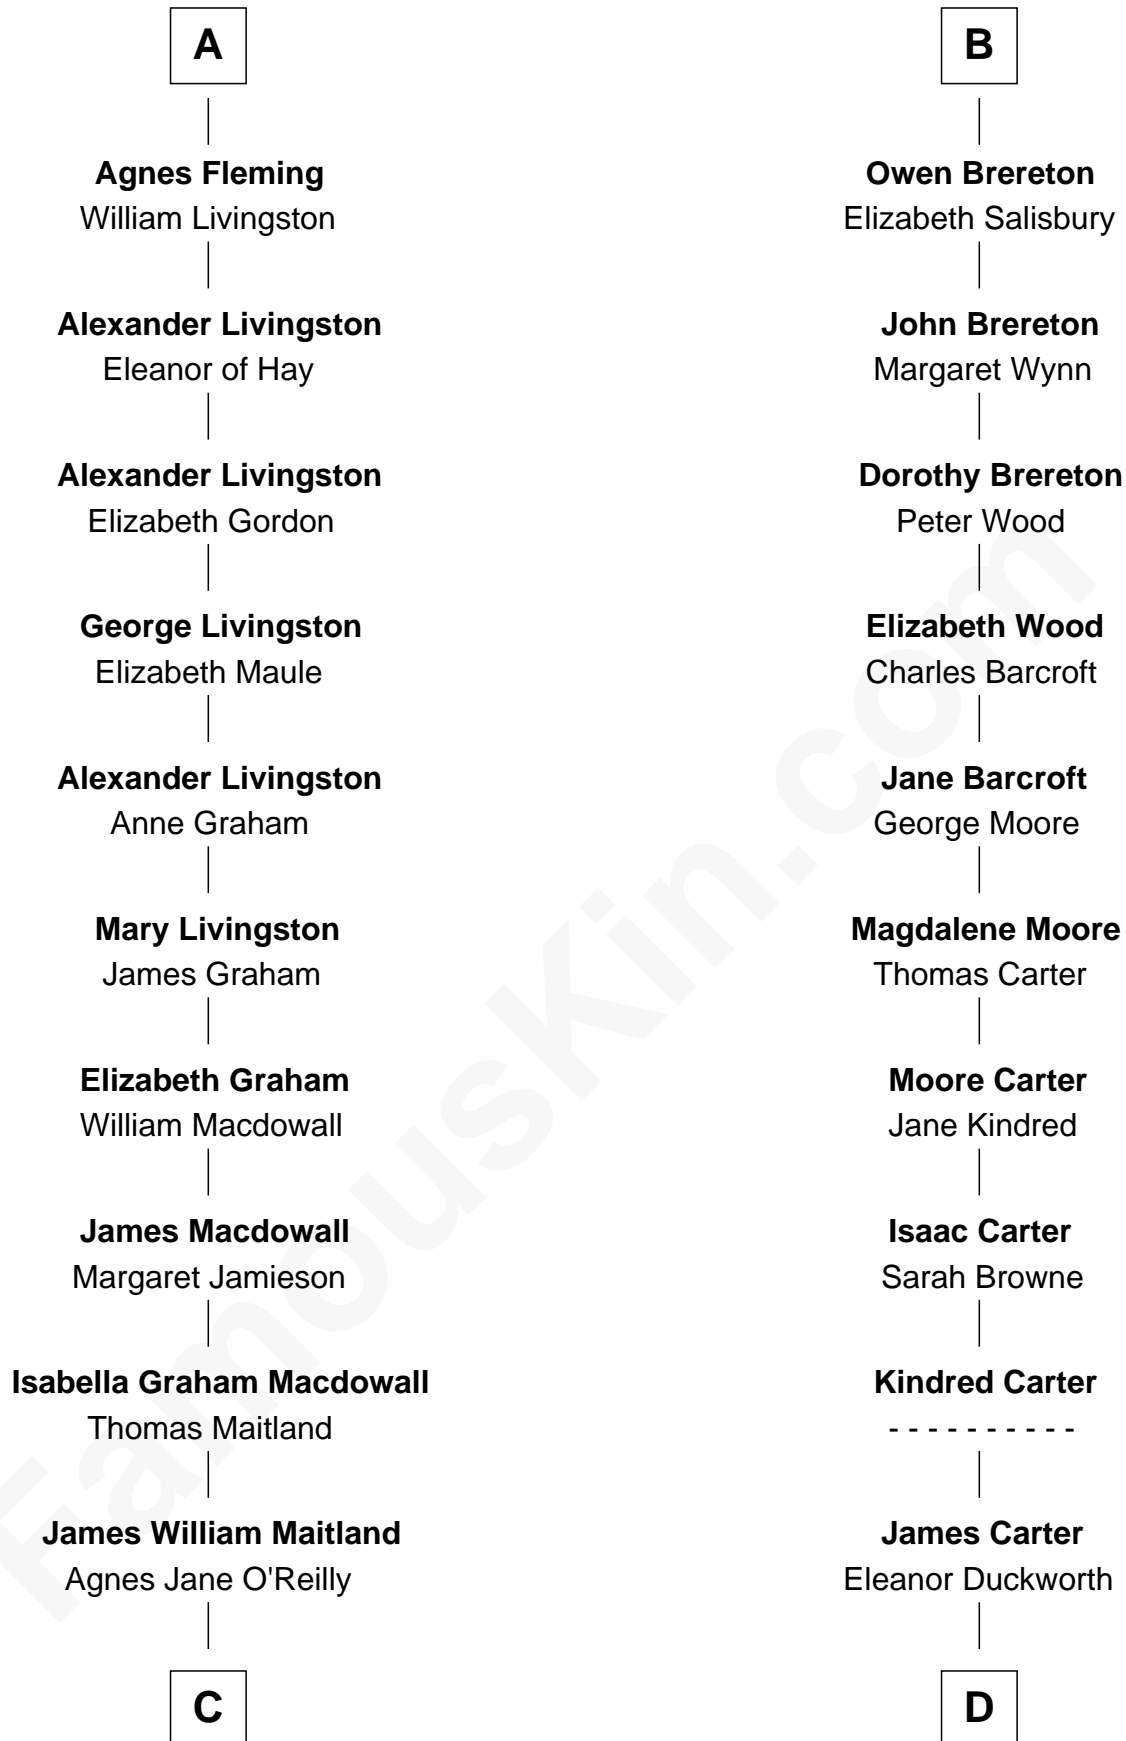 A
Agnes Fleming
William Livingston
Alexander Livingston
Eleanor of Hay
Alexander Livingston
Elizabeth Gordon
George Livingston
Elizabeth Maule
Alexander Livingston
Anne Graham
Mary Livingston
James Graham
Elizabeth Graham
William Macdowall
James Macdowall
Margaret Jamieson
Isabella Graham Macdowall
Thomas Maitland
James William Maitland
Agnes Jane O'Reilly
C
B
Owen Brereton
Elizabeth Salisbury
John Brereton
Margaret Wynn
Dorothy Brereton
Peter Wood
Elizabeth Wood
Charles Barcroft
Jane Barcroft
George Moore
Magdalene Moore
Thomas Carter
Moore Carter
Jane Kindred
Isaac Carter
Sarah Browne
Kindred Carter
- - - - - - - - - -
James Carter
Eleanor Duckworth
D
FamousKin.com